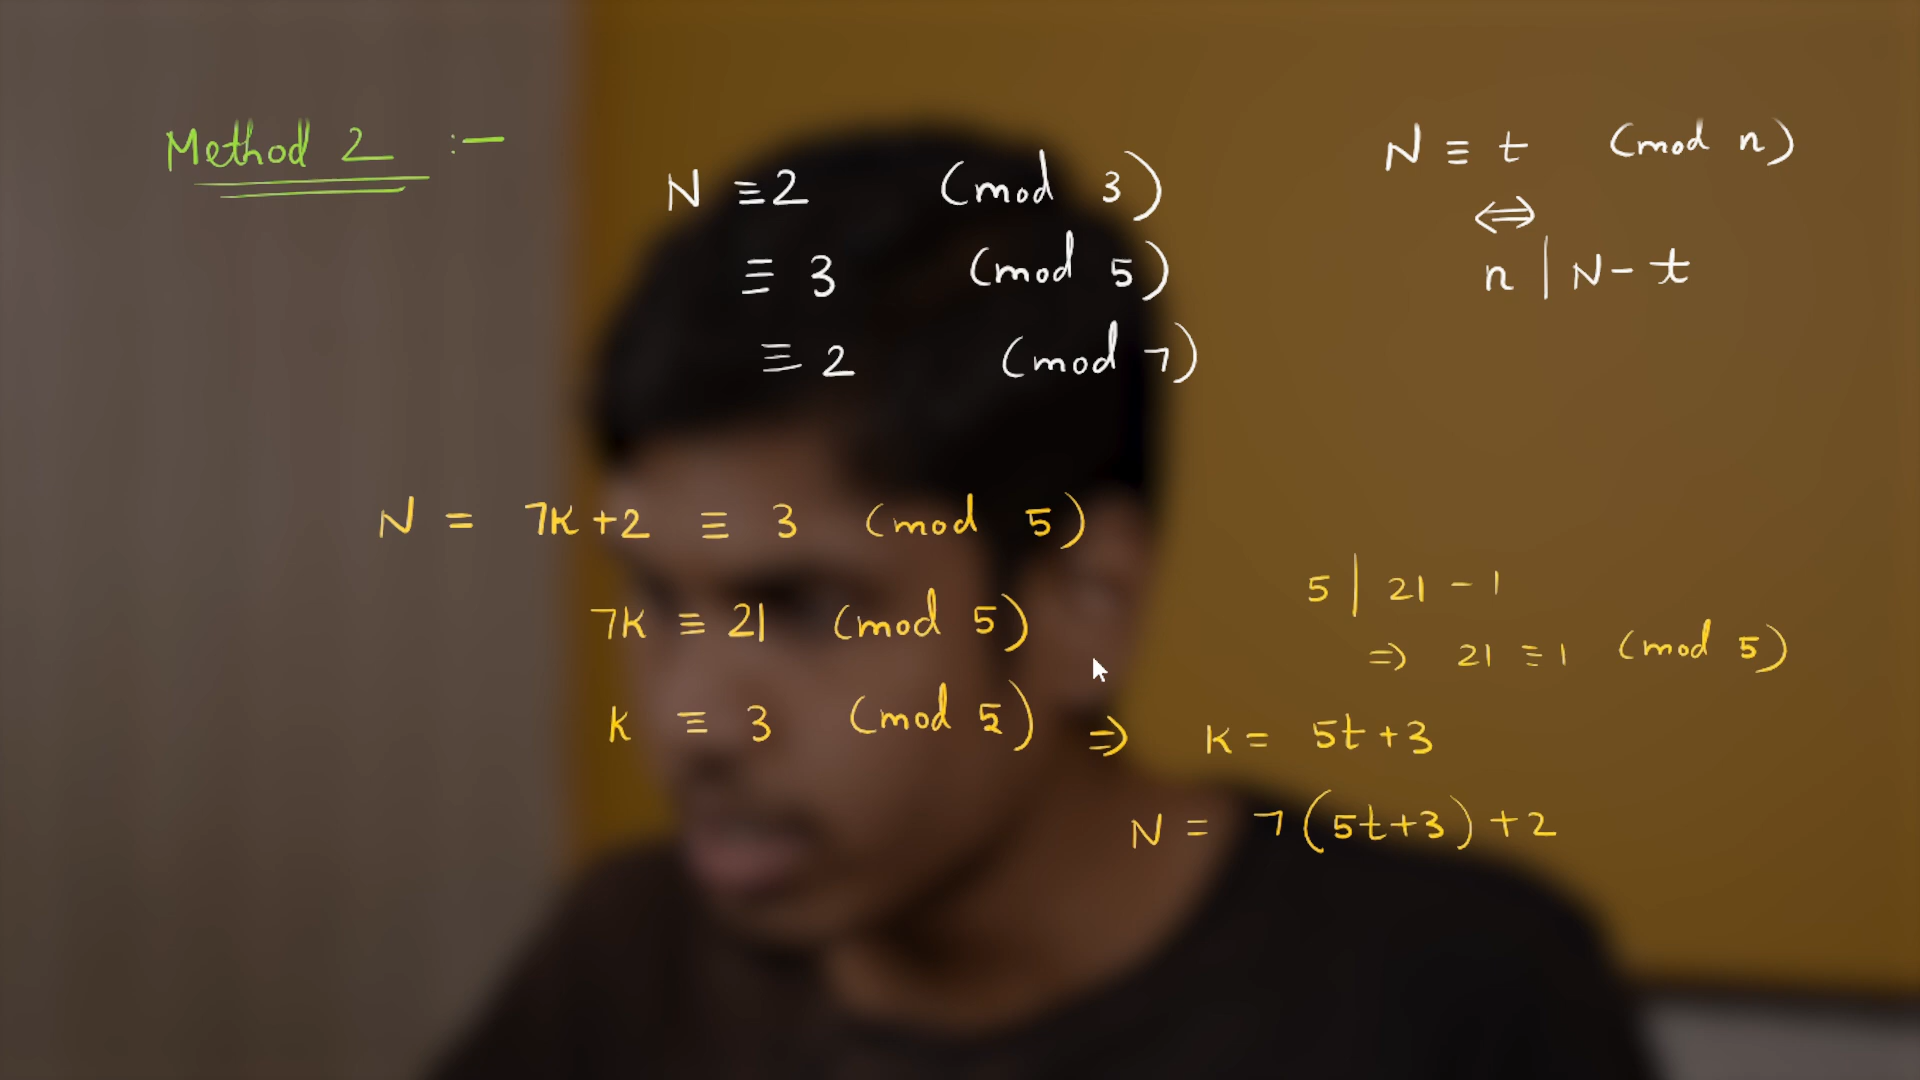 Method 2 :-
N ≡ 2 (mod 3)
≡ 3 (mod 5)
≡ 2 (mod 7)
N ≡ t (mod n)
⇔
n | N - t
N = 7K + 2 ≡ 3 (mod 5)
7K ≡ 21 (mod 5)
K ≡ 3 (mod 5)
5 | 21 - 1
⇒ 21 ≡ 1 (mod 5)
⇒ K = 5t + 3
N = 7 (5t + 3) + 2